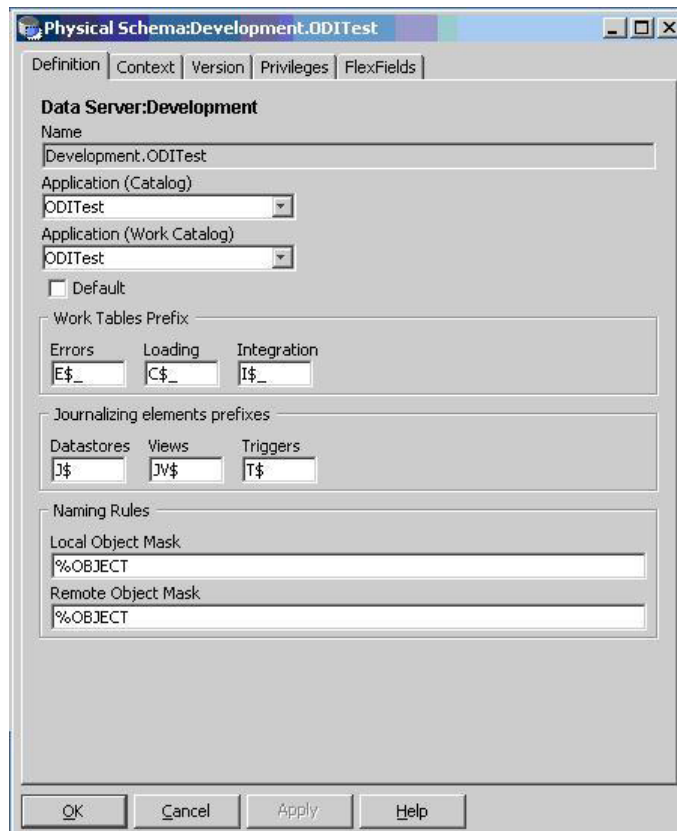 Physical Schema:Development.ODITest
Definition Context Version Privileges FlexFields
Data Server:Development
Name
Development.ODITest
Application (Catalog)
ODITest
Application (Work Catalog)
ODITest
Default
Work Tables Prefix
Errors Loading Integration
E$_ C$_ I$_
Journalizing elements prefixes
Datastores Views Triggers
J$ JV$ T$
Naming Rules
Local Object Mask
%OBJECT
Remote Object Mask
%OBJECT
OK Cancel Apply Help